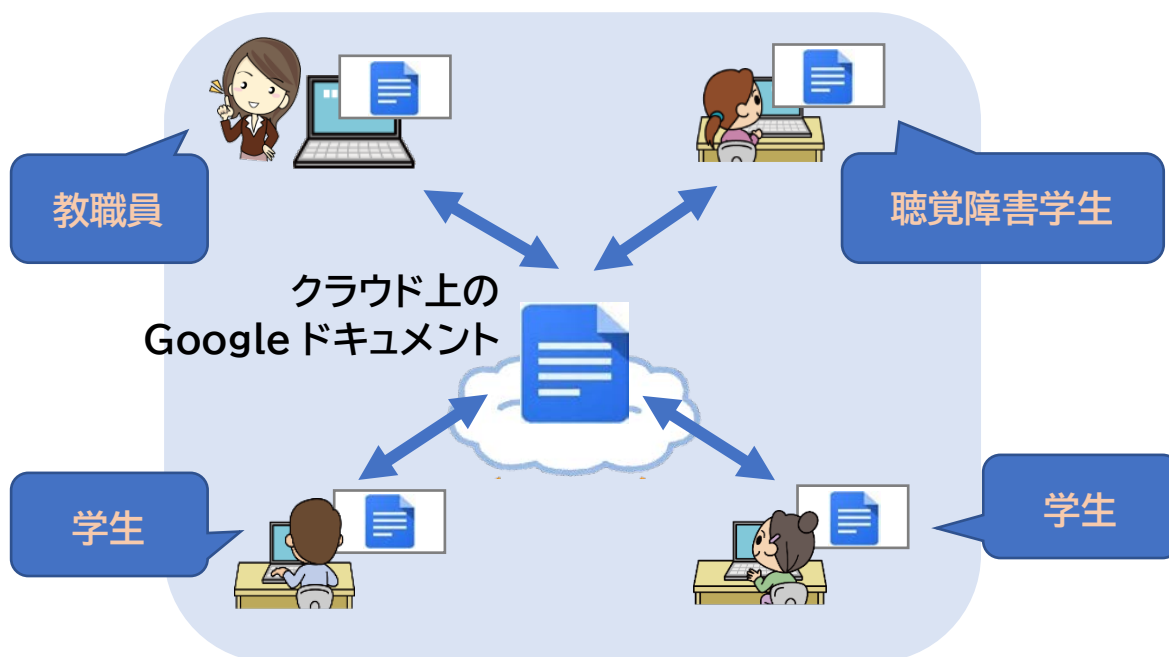 教職員
聴覚障害学生
クラウド上の
Google ドキュメント
学生
学生